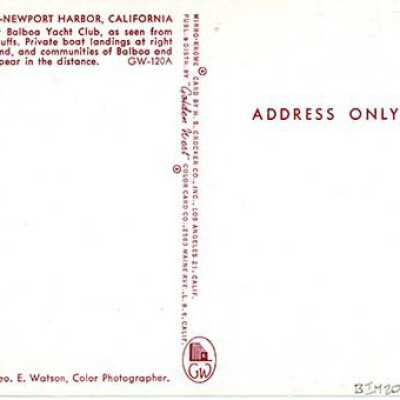 -NEWPORT HARBOR, CALIFORNIA
Balboa Yacht Club, as seen from
uffs. Private boat landings at right
nd, and communities of Balboa and
pear in the distance. GW-120A
MIRRO-KROME ® CARD BY H. S. CROCKER CO., INC., LOS ANGELES-21, CALIF.
PUBL. & DISTR. BY "Golden West" ® COLOR CARD CO., 2103 MAINE AVE., L. B. 6, CALIF.
ADDRESS ONLY
GW
eo. E. Watson, Color Photographer.